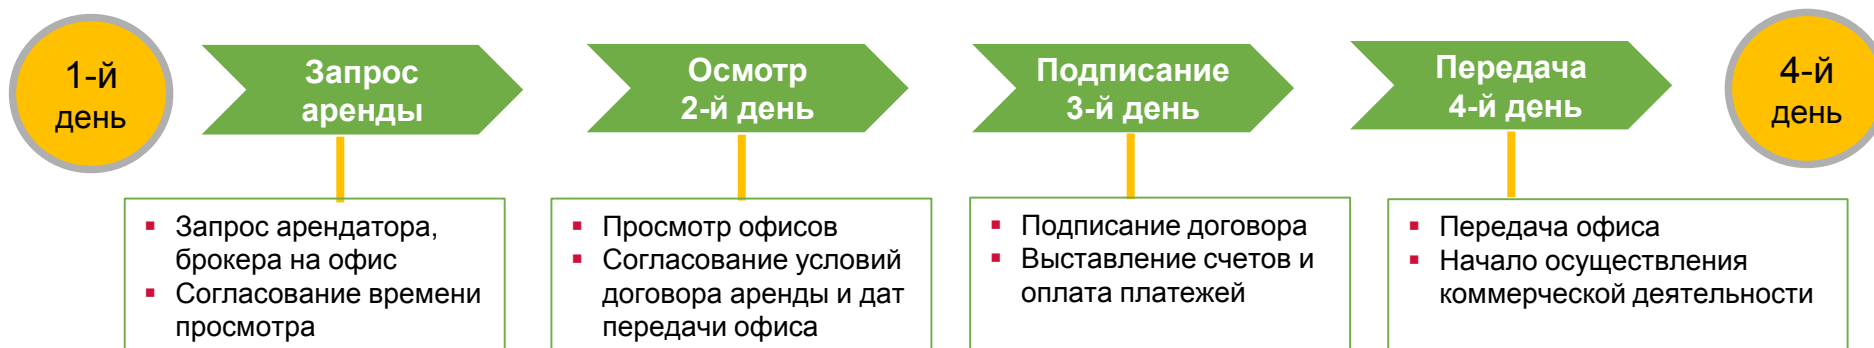 1-й
день
Запрос
аренды
Осмотр
2-й день
Подписание
3-й день
Передача
4-й день
4-й
день
▪ Запрос арендатора,
брокера на офис
▪ Согласование времени
просмотра
▪ Просмотр офисов
▪ Согласование условий
договора аренды и дат
передачи офиса
▪ Подписание договора
▪ Выставление счетов и
оплата платежей
▪ Передача офиса
▪ Начало осуществления
коммерческой деятельности